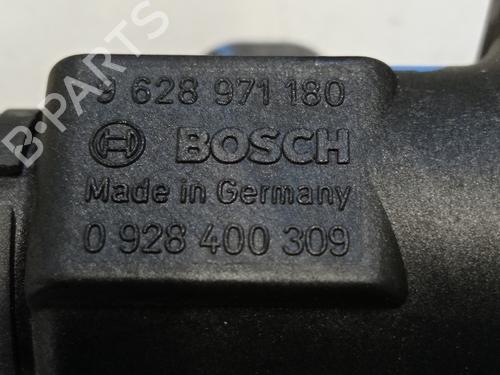 9 628 971 180
BOSCH
Made in Germany
0 928 400 309
B-PARTS